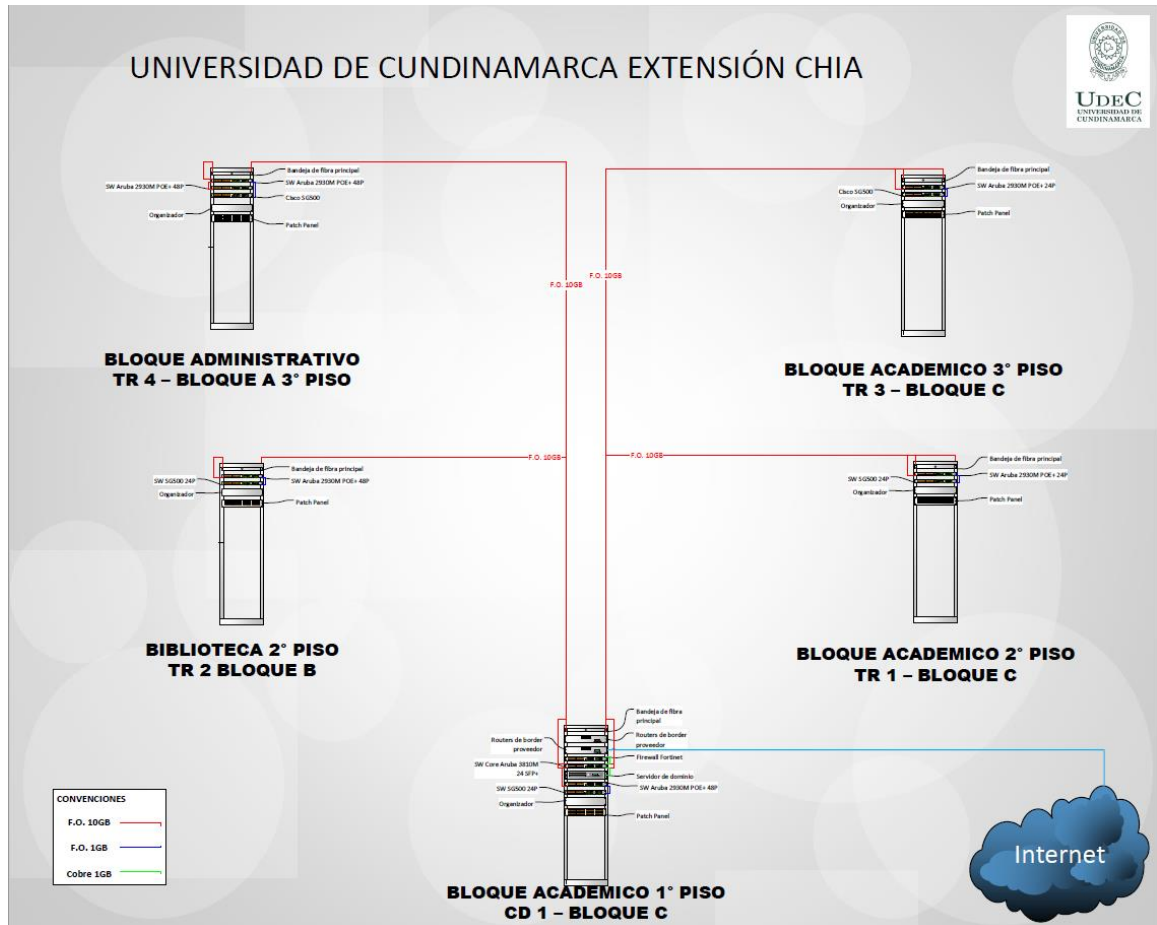 UNIVERSIDAD DE CUNDINAMARCA EXTENSIÓN CHIA
UDEC
UNIVERSIDAD DE
CUNDINAMARCA
Bandeja de fibra principal
SW Aruba 2930M POE+ 48P
SW Aruba 2930M POE+ 48P
Cisco SG500
Organizador
Patch Panel
F.O. 10GB
BLOQUE ADMINISTRATIVO
TR 4 – BLOQUE A 3° PISO
Bandeja de fibra principal
Cisco SG500
SW Aruba 2930M POE+ 24P
Organizador
Patch Panel
F.O. 10GB
BLOQUE ACADEMICO 3° PISO
TR 3 – BLOQUE C
F.O. 10GB
Bandeja de fibra principal
SW SG500 24P
SW Aruba 2930M POE+ 48P
Organizador
Patch Panel
BIBLIOTECA 2° PISO
TR 2 BLOQUE B
F.O. 10GB
Bandeja de fibra principal
SW SG500 24P
SW Aruba 2930M POE+ 24P
Organizador
Patch Panel
BLOQUE ACADEMICO 2° PISO
TR 1 – BLOQUE C
Bandeja de fibra
principal
Routers de border
proveedor
Routers de border
proveedor
Firewall Fortinet
SW Core Aruba 3810M
24 SFP+
Servidor de dominio
SW Aruba 2930M POE+ 48P
SW SG500 24P
Organizador
Patch Panel
BLOQUE ACADEMICO 1° PISO
CD 1 – BLOQUE C
CONVENCIONES
F.O. 10GB
F.O. 1GB
Cobre 1GB
Internet